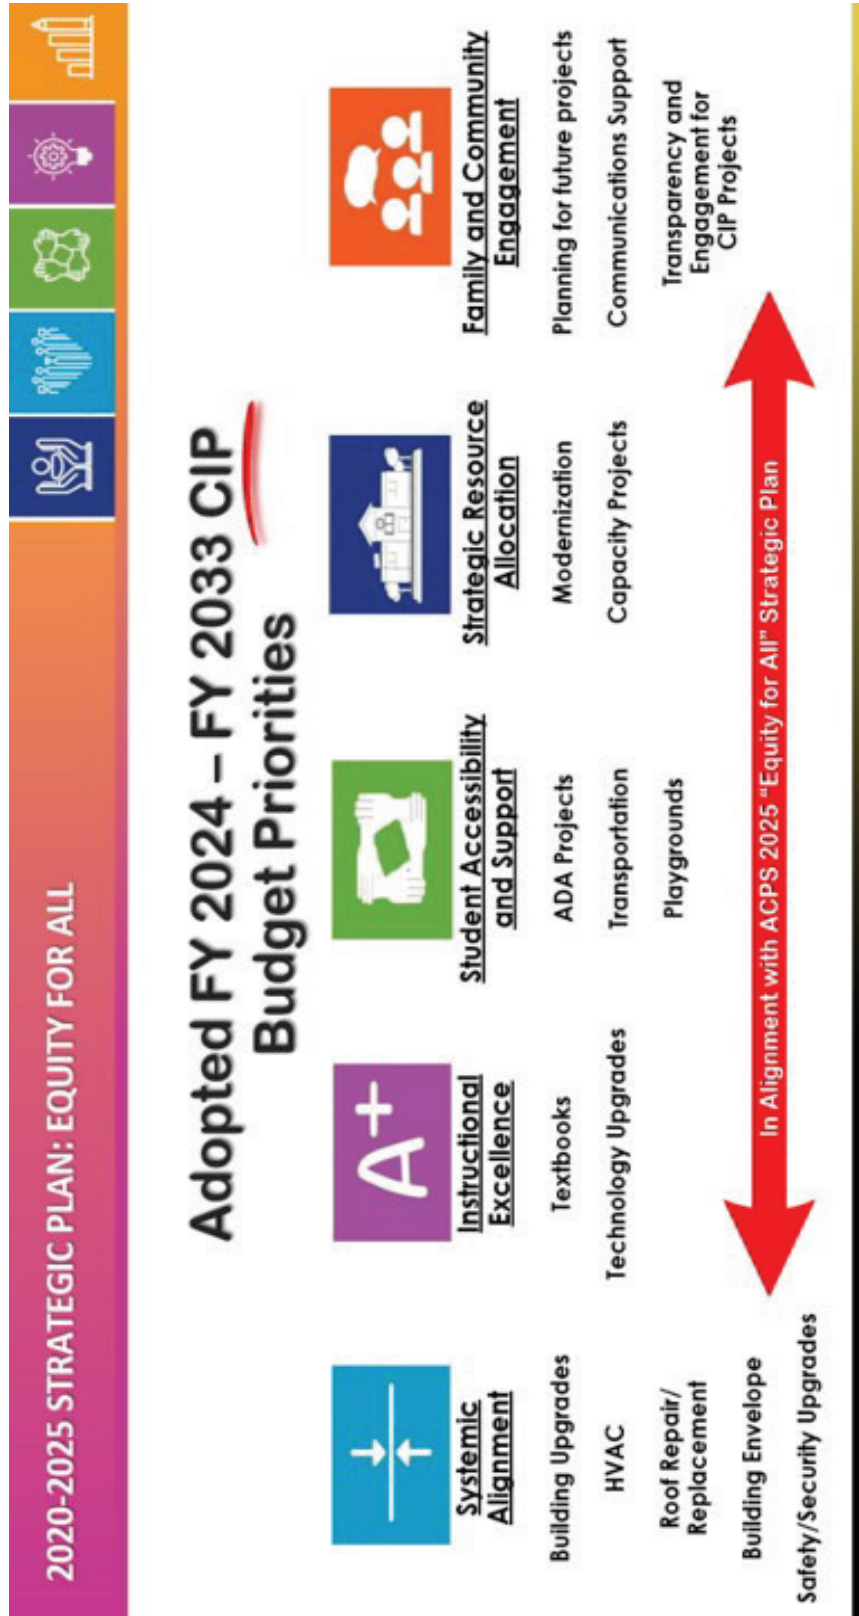 2020-2025 STRATEGIC PLAN: EQUITY FOR ALL
Adopted FY 2024 – FY 2033 CIP
Budget Priorities
Systemic
Alignment
Building Upgrades
HVAC
Roof Repair/
Replacement
Building Envelope
Safety/Security Upgrades
A+
Instructional
Excellence
Textbooks
Technology Upgrades
Student Accessibility
and Support
ADA Projects
Transportation
Playgrounds
Strategic Resource
Allocation
Modernization
Capacity Projects
Family and Community
Engagement
Planning for future projects
Communications Support
Transparency and
Engagement for
CIP Projects
In Alignment with ACPS 2025 "Equity for All" Strategic Plan